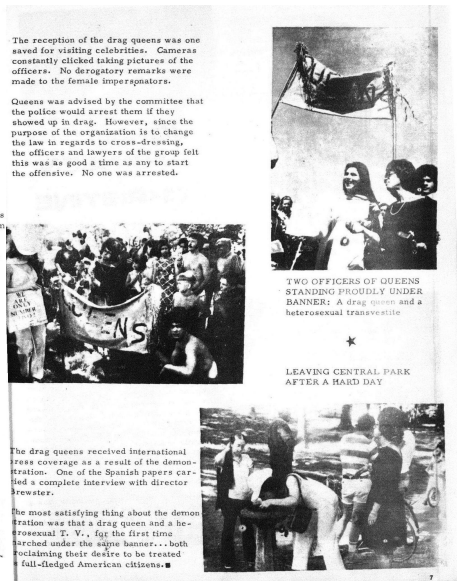 The reception of the drag queens was one
saved for visiting celebrities. Cameras
constantly clicked taking pictures of the
officers. No derogatory remarks were
made to the female impersonators.
Queens was advised by the committee that
the police would arrest them if they
showed up in drag. However, since the
purpose of the organization is to change
the law in regards to cross-dressing,
the officers and lawyers of the group felt
this was as good a time as any to start
the offensive. No one was arrested.
s
n
WE
ARE
ONLY
NUMBER
QUEENS
TWO OFFICERS OF QUEENS
STANDING PROUDLY UNDER
BANNER: A drag queen and a
heterosexual transvestite
LEAVING CENTRAL PARK
AFTER A HARD DAY
The drag queens received international
press coverage as a result of the demon-
stration. One of the Spanish papers car-
ried a complete interview with director
Brewster.
The most satisfying thing about the demon
stration was that a drag queen and a he-
erosexual T. V., for the first time
marched under the same banner...both
roclaiming their desire to be treated
s full-fledged American citizens.■
7